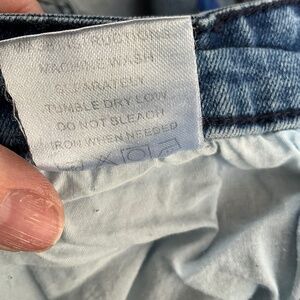 INSTRUCTIONS
MACHINE WASH
SEPARATELY
TUMBLE DRY LOW
DO NOT BLEACH
IRON WHEN NEEDED